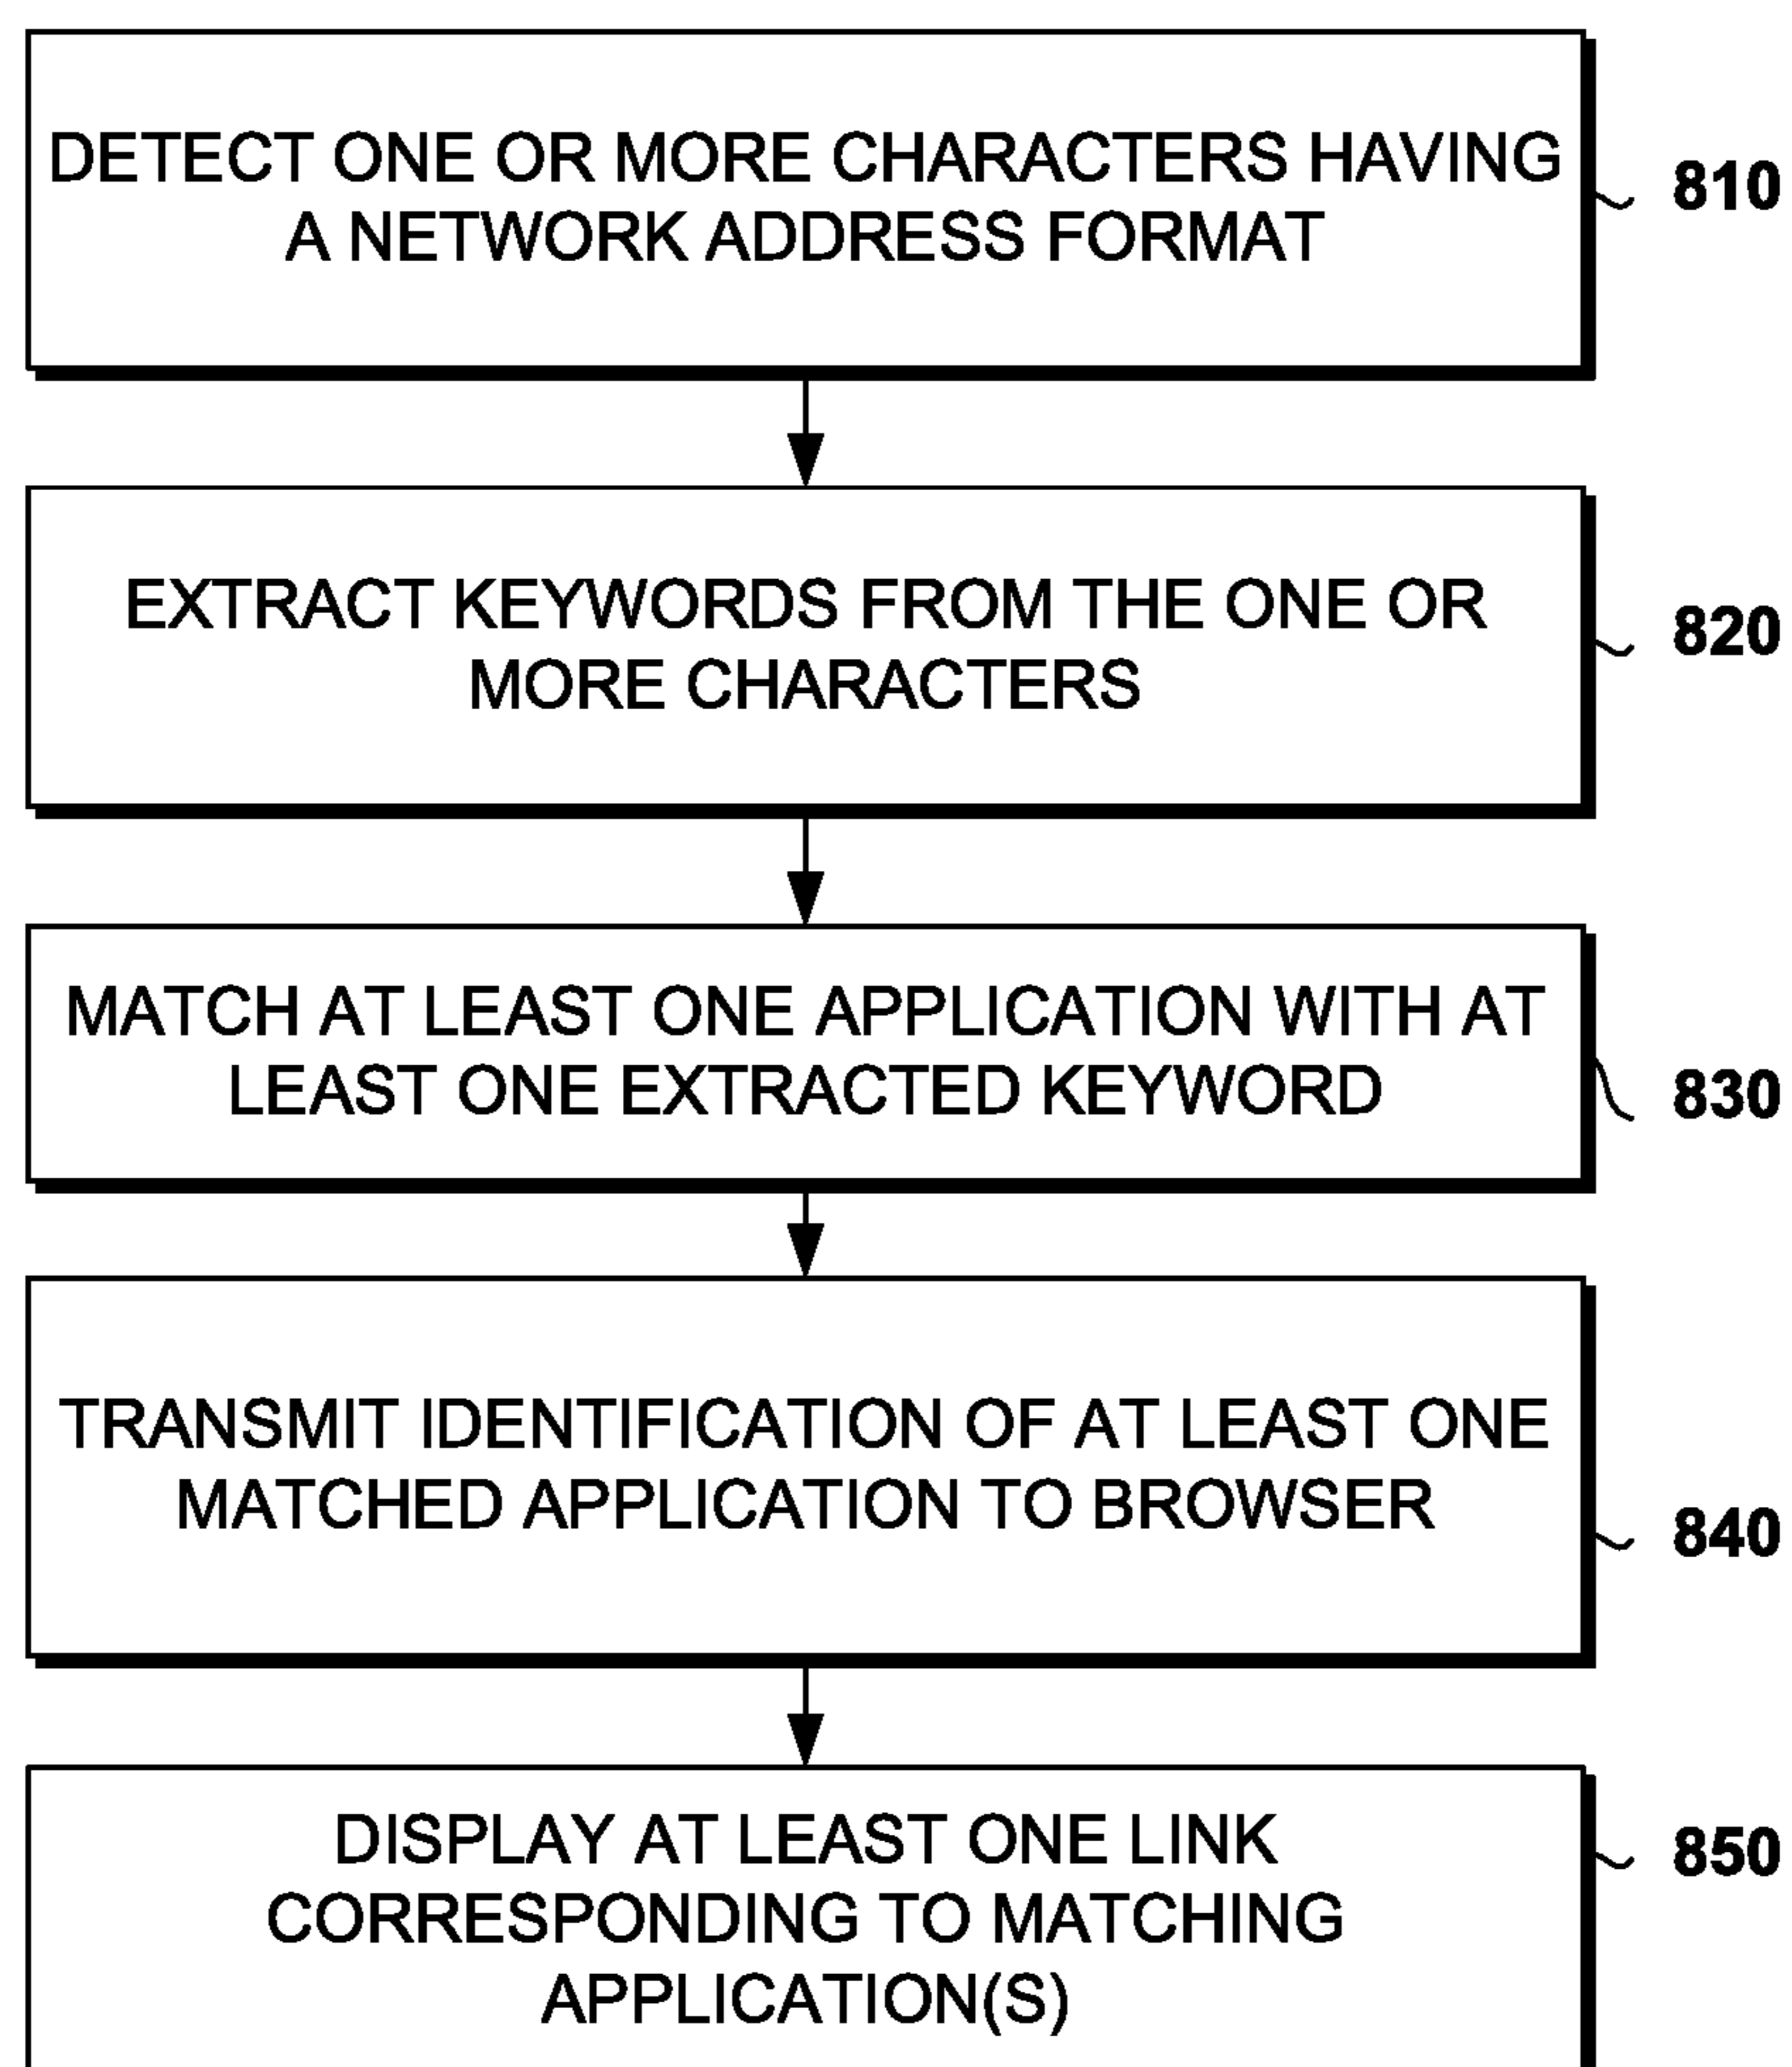 DETECT ONE OR MORE CHARACTERS HAVING
A NETWORK ADDRESS FORMAT
810
EXTRACT KEYWORDS FROM THE ONE OR
MORE CHARACTERS
820
MATCH AT LEAST ONE APPLICATION WITH AT
LEAST ONE EXTRACTED KEYWORD
830
TRANSMIT IDENTIFICATION OF AT LEAST ONE
MATCHED APPLICATION TO BROWSER
840
DISPLAY AT LEAST ONE LINK
CORRESPONDING TO MATCHING
APPLICATION(S)
850